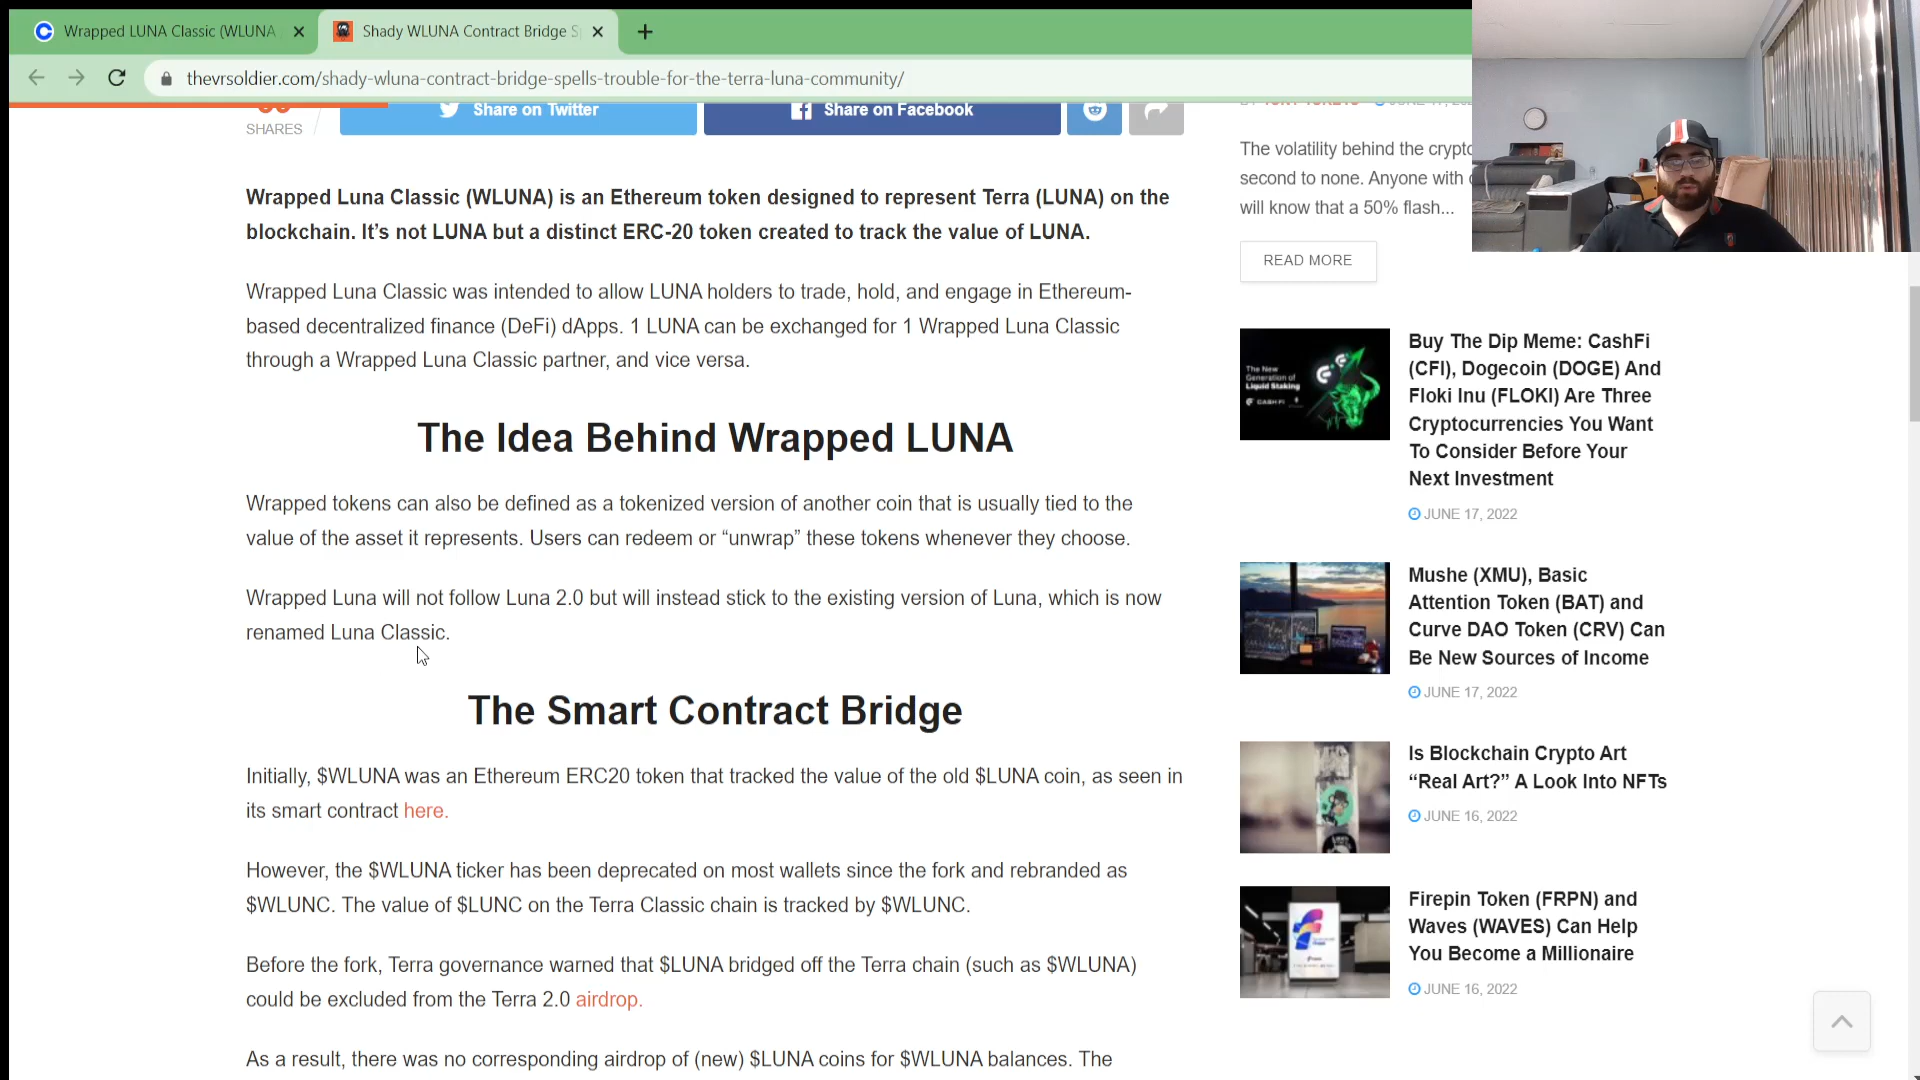 Wrapped LUNA Classic (WLUNA
Shady WLUNA Contract Bridge S
thevrsoldier.com/shady-wluna-contract-bridge-spells-trouble-for-the-terra-luna-community/
SHARES
Share on Twitter
Share on Facebook
Wrapped Luna Classic (WLUNA) is an Ethereum token designed to represent Terra (LUNA) on the
blockchain. It’s not LUNA but a distinct ERC-20 token created to track the value of LUNA.
Wrapped Luna Classic was intended to allow LUNA holders to trade, hold, and engage in Ethereum-
based decentralized finance (DeFi) dApps. 1 LUNA can be exchanged for 1 Wrapped Luna Classic
through a Wrapped Luna Classic partner, and vice versa.
The Idea Behind Wrapped LUNA
Wrapped tokens can also be defined as a tokenized version of another coin that is usually tied to the
value of the asset it represents. Users can redeem or “unwrap” these tokens whenever they choose.
Wrapped Luna will not follow Luna 2.0 but will instead stick to the existing version of Luna, which is now
renamed Luna Classic.
The Smart Contract Bridge
Initially, $WLUNA was an Ethereum ERC20 token that tracked the value of the old $LUNA coin, as seen in
its smart contract here.
However, the $WLUNA ticker has been deprecated on most wallets since the fork and rebranded as
$WLUNC. The value of $LUNC on the Terra Classic chain is tracked by $WLUNC.
Before the fork, Terra governance warned that $LUNA bridged off the Terra chain (such as $WLUNA)
could be excluded from the Terra 2.0 airdrop.
As a result, there was no corresponding airdrop of (new) $LUNA coins for $WLUNA balances. The
The volatility behind the crypto
second to none. Anyone with
will know that a 50% flash...
READ MORE
The New
Generation of
Liquid Staking
CASHFI
Buy The Dip Meme: CashFi
(CFI), Dogecoin (DOGE) And
Floki Inu (FLOKI) Are Three
Cryptocurrencies You Want
To Consider Before Your
Next Investment
JUNE 17, 2022
Mushe (XMU), Basic
Attention Token (BAT) and
Curve DAO Token (CRV) Can
Be New Sources of Income
JUNE 17, 2022
Is Blockchain Crypto Art
“Real Art?” A Look Into NFTs
JUNE 16, 2022
Firepin Token (FRPN) and
Waves (WAVES) Can Help
You Become a Millionaire
JUNE 16, 2022